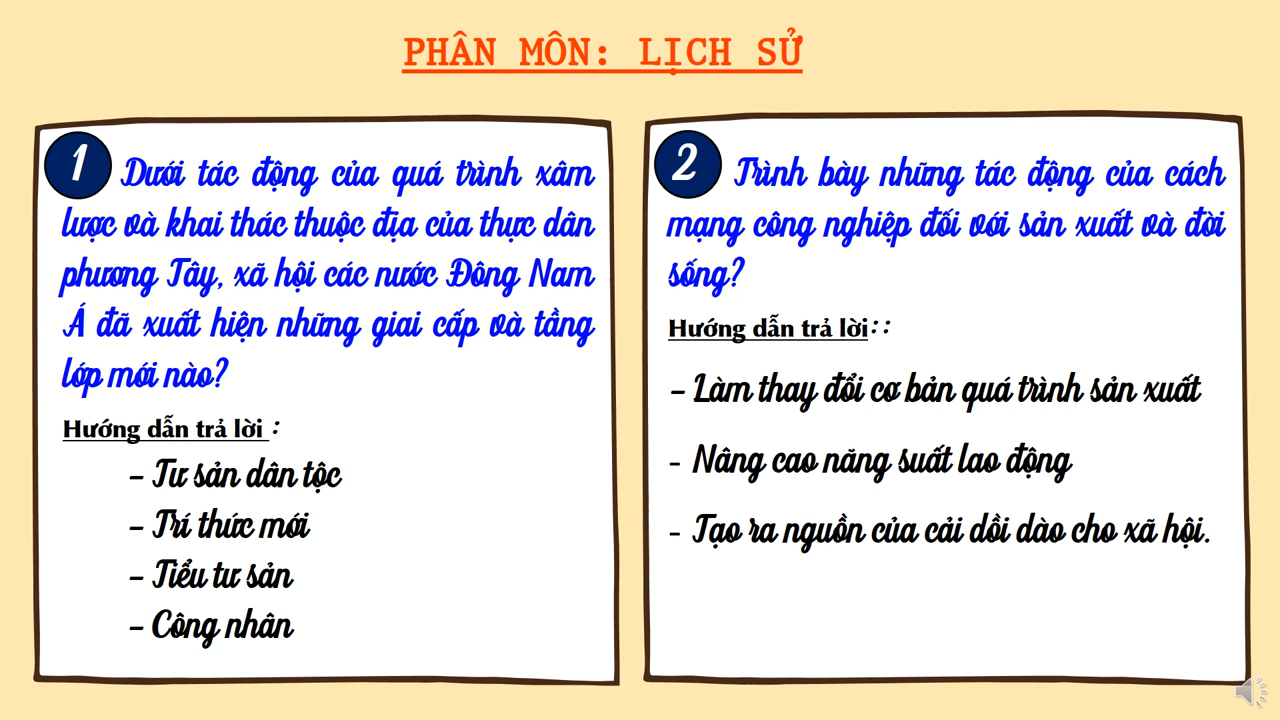 PHÂN MÔN: LỊCH SỬ
1 Dưới tác động của quá trình xâm
lược và khai thác thuộc địa của thực dân
phương Tây, xã hội các nước Đông Nam
Á đã xuất hiện những giai cấp và tầng
lớp mới nào?
Hướng dẫn trả lời :
– Tư sản dân tộc
– Trí thức mới
– Tiểu tư sản
– Công nhân
2 Trình bày những tác động của cách
mạng công nghiệp đối với sản xuất và đời
sống?
Hướng dẫn trả lời::
– Làm thay đổi cơ bản quá trình sản xuất
- Nâng cao năng suất lao động
- Tạo ra nguồn của cải dồi dào cho xã hội.